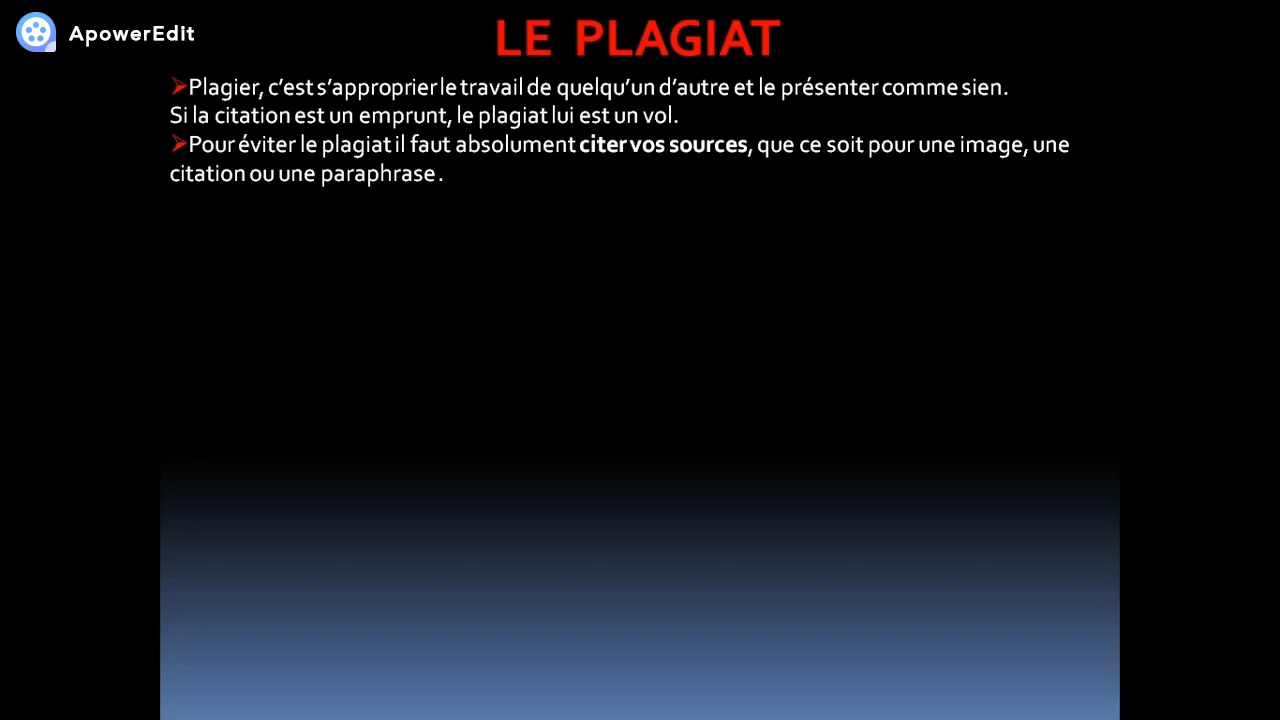 ApowerEdit
LE PLAGIAT
➢Plagier, c’est s’approprier le travail de quelqu’un d’autre et le présenter comme sien.
Si la citation est un emprunt, le plagiat lui est un vol.
➢Pour éviter le plagiat il faut absolument citer vos sources, que ce soit pour une image, une
citation ou une paraphrase.